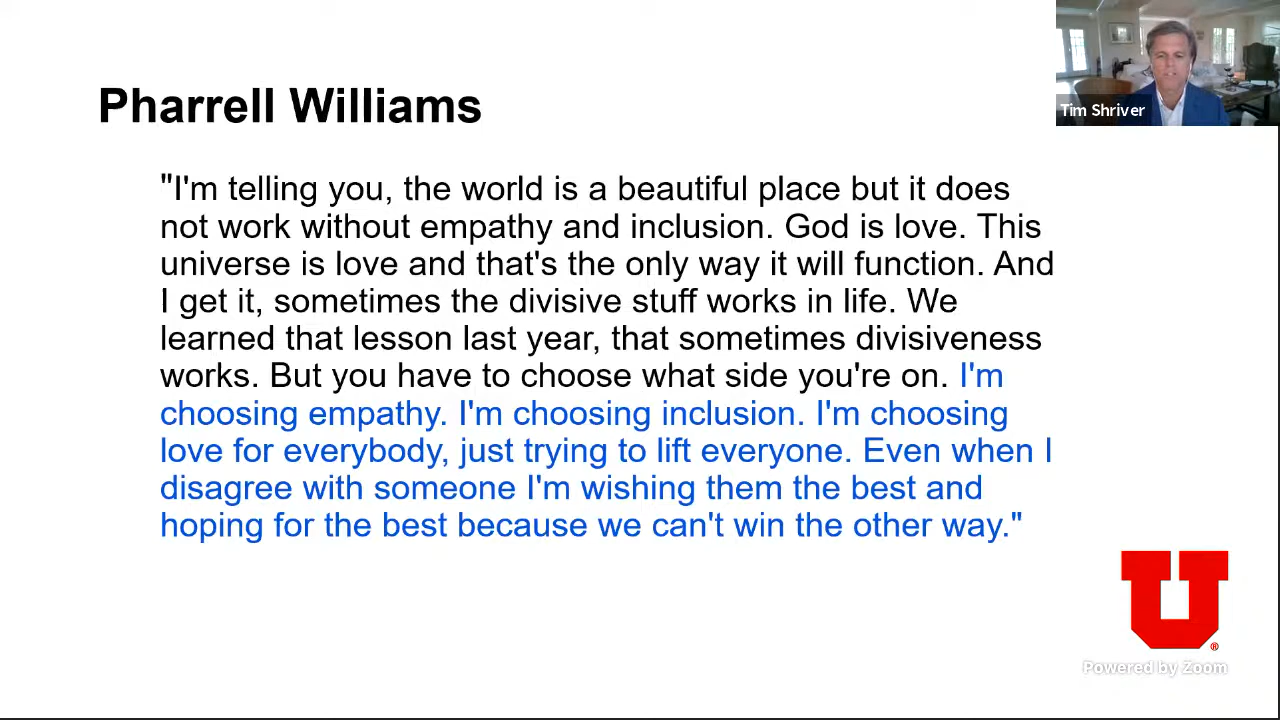 Pharrell Williams
Tim Shriver
"I'm telling you, the world is a beautiful place but it does
not work without empathy and inclusion. God is love. This
universe is love and that's the only way it will function. And
I get it, sometimes the divisive stuff works in life. We
learned that lesson last year, that sometimes divisiveness
works. But you have to choose what side you're on. I'm
choosing empathy. I'm choosing inclusion. I'm choosing
love for everybody, just trying to lift everyone. Even when I
disagree with someone I'm wishing them the best and
hoping for the best because we can't win the other way."
U
®
Powered by Zoom